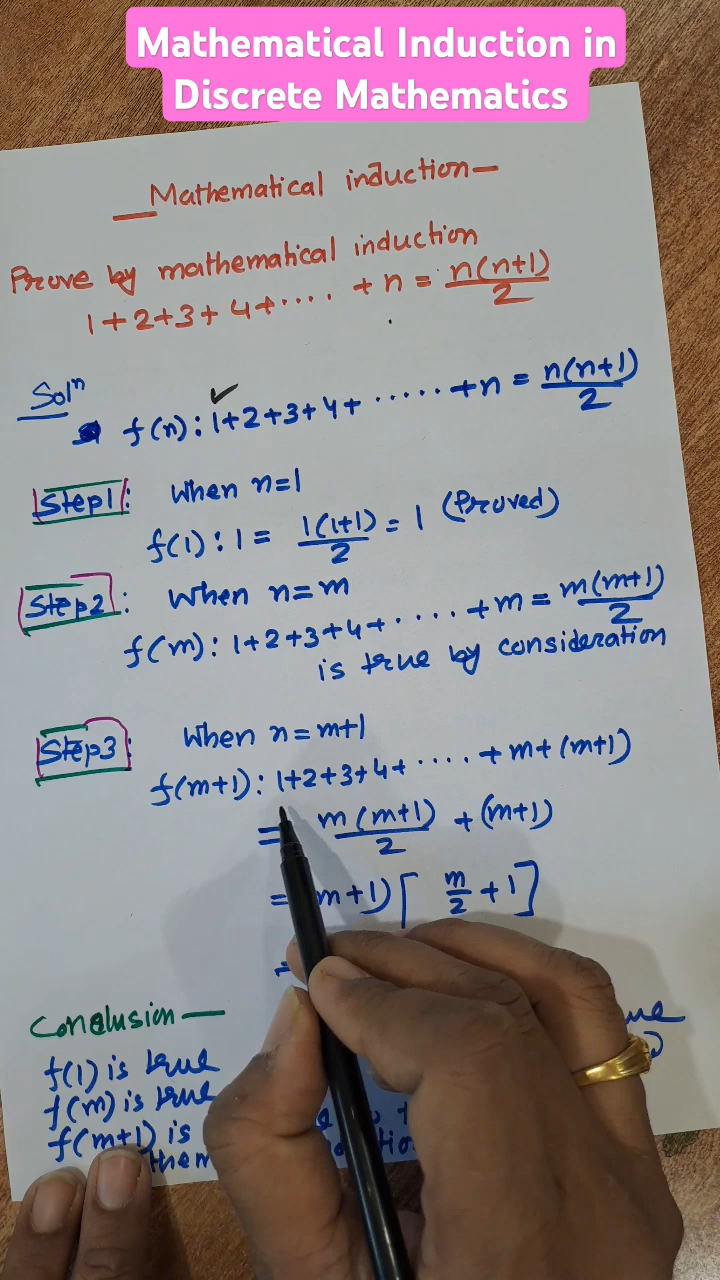 Mathematical Induction in
Discrete Mathematics
Mathematical induction
Prove by mathematical induction
1+2+3+4+.... +n = n(n+1)/2
Solⁿ
f(n): 1+2+3+4+ ..... +n = n(n+1)/2
Step1: When n=1
f(1): 1 = 1(1+1)/2 = 1 (Proved)
Step2: When n=m
f(m): 1+2+3+4+ .... +m = m(m+1)/2
is true by consideration
Step3: When n=m+1
f(m+1): 1+2+3+4+ .... +m+(m+1)
= m(m+1)/2 + (m+1)
= m+1) [ m/2 + 1 ]
=
Conclusion
f(1) is true
f(m) is true
f(m+1) is